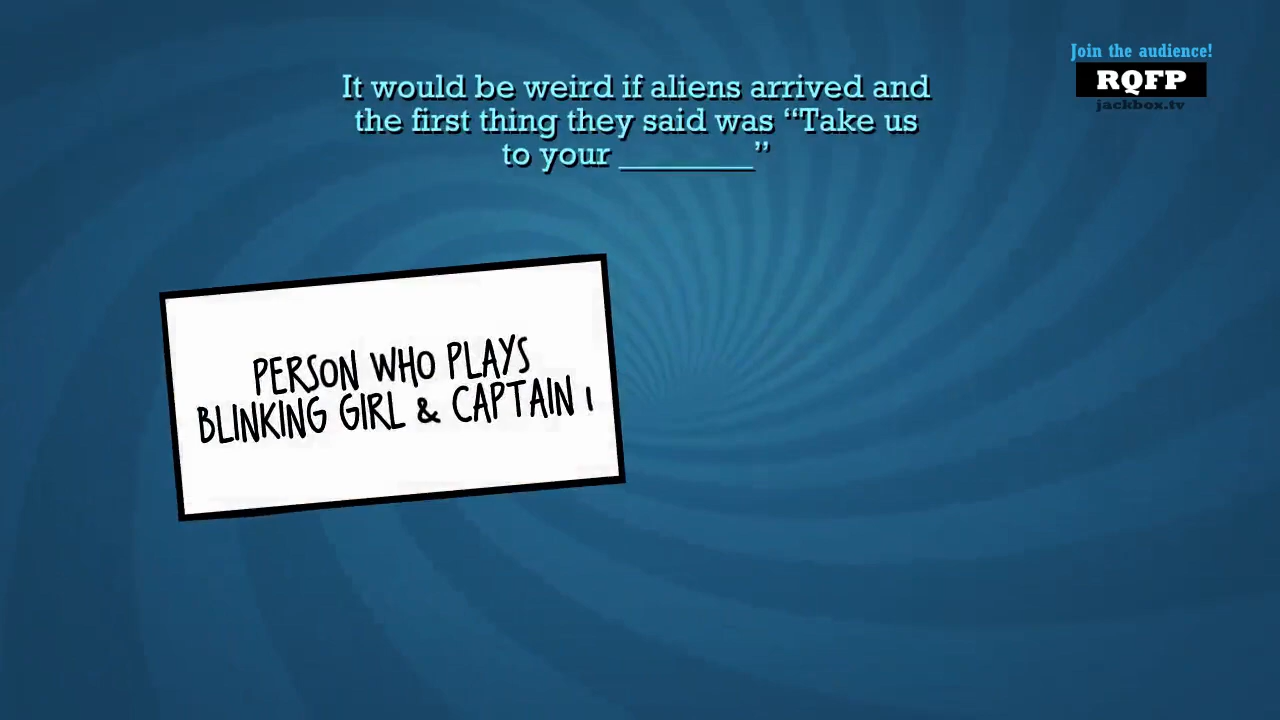 It would be weird if aliens arrived and
the first thing they said was “Take us
to your ________”
Join the audience!
RQFP
jackbox.tv
PERSON WHO PLAYS
BLINKING GIRL & CAPTAIN I